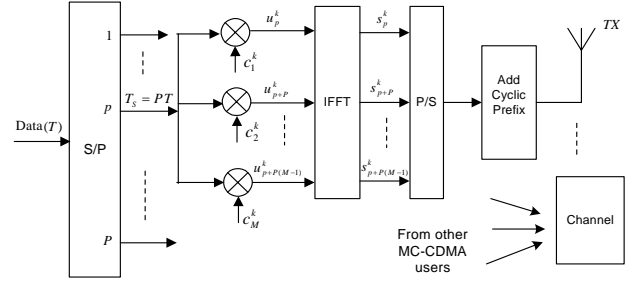 Data(T)
S/P
1
p
P
T_S = PT
c_1^k
c_2^k
c_M^k
u_p^k
u_{p+P}^k
u_{p+P(M-1)}^k
IFFT
s_p^k
s_{p+P}^k
s_{p+P(M-1)}^k
P/S
Add
Cyclic
Prefix
TX
From other
MC-CDMA
users
Channel